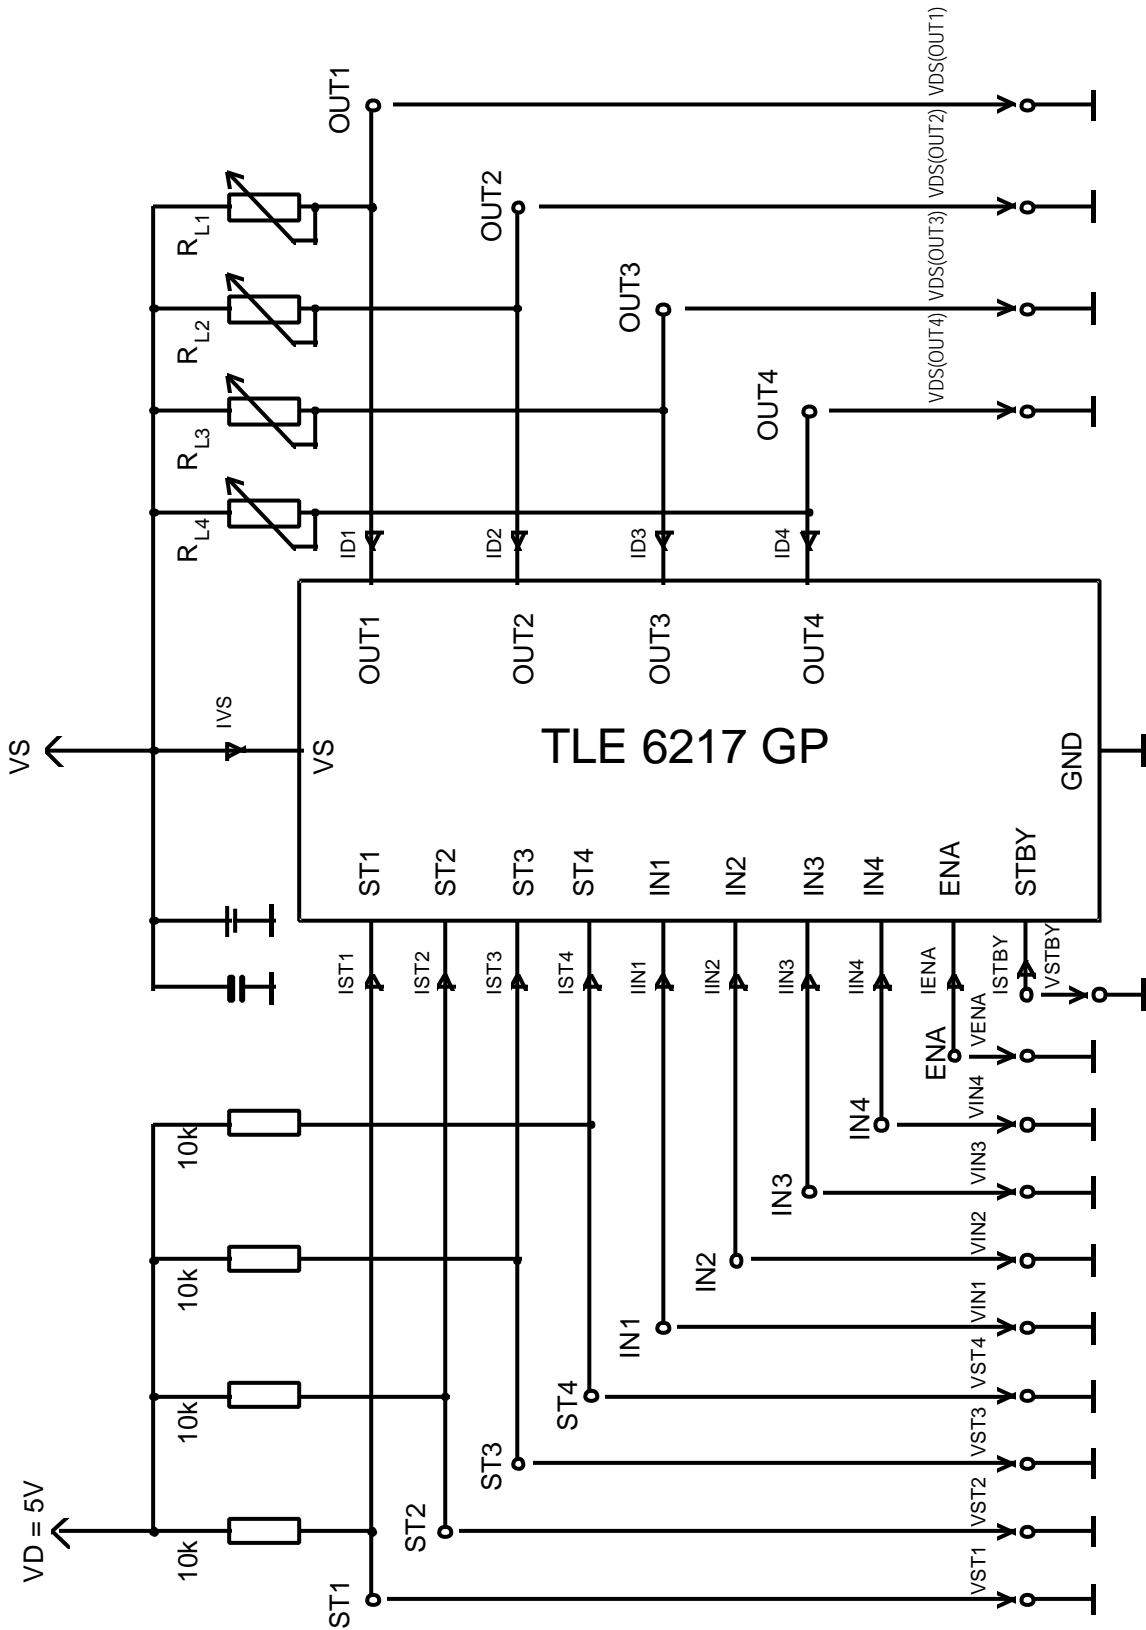 VD = 5V
VS
10k
10k
10k
10k
RL4
RL3
RL2
RL1
IVS
ST1
ST2
ST3
ST4
IN1
IN2
IN3
IN4
ENA
IST1
IST2
IST3
IST4
IIN1
IIN2
IIN3
IIN4
IENA
ISTBY
ST1
ST2
ST3
ST4
IN1
IN2
IN3
IN4
ENA
STBY
VS
TLE 6217 GP
GND
OUT1
OUT2
OUT3
OUT4
ID1
ID2
ID3
ID4
OUT1
OUT2
OUT3
OUT4
VST1
VST2
VST3
VST4
VIN1
VIN2
VIN3
VIN4
VENA
VSTBY
VDS(OUT4)
VDS(OUT3)
VDS(OUT2)
VDS(OUT1)